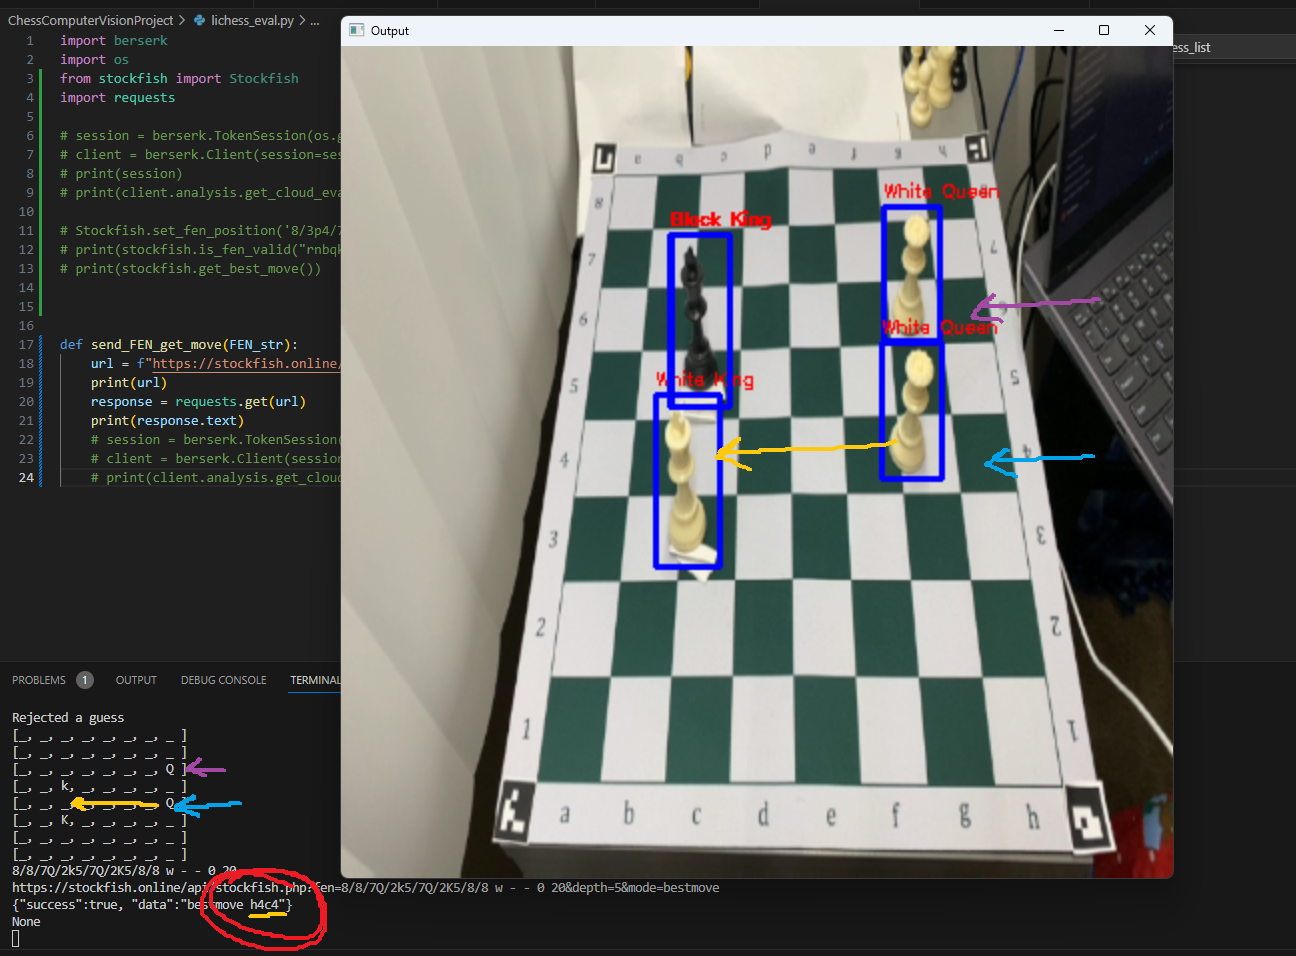 ChessComputerVisionProject > lichess_eval.py > ...
Output
ess_list
1 import berserk
2 import os
3 from stockfish import Stockfish
4 import requests
5
6 # session = berserk.TokenSession(os.g
7 # client = berserk.Client(session=ses
8 # print(session)
9 # print(client.analysis.get_cloud_eva
10
11 # Stockfish.set_fen_position('8/3p4/7
12 # print(stockfish.is_fen_valid("rnbqk
13 # print(stockfish.get_best_move())
14
15
16
17 def send_FEN_get_move(FEN_str):
18 url = f"https://stockfish.online/
19 print(url)
20 response = requests.get(url)
21 print(response.text)
22 # session = berserk.TokenSession(
23 # client = berserk.Client(session
24 # print(client.analysis.get_cloud
a b c d e f g h
White Queen
Black King
White Queen
White King
8
7 7
6
5 5
4 4
3 3
2 2
1 1
a b c d e f g h
PROBLEMS 1 OUTPUT DEBUG CONSOLE TERMINAL
Rejected a guess
[_, _, _, _, _, _, _, _ ]
[_, _, _, _, _, _, _, _ ]
[_, _, _, _, _, _, _, Q ]
[_, _, k, _, _, _, _, _ ]
[_, _, _, _, _, _, _, Q ]
[_, _, K, _, _, _, _, _ ]
[_, _, _, _, _, _, _, _ ]
[_, _, _, _, _, _, _, _ ]
8/8/7Q/2k5/7Q/2K5/8/8 w - - 0 20
https://stockfish.online/api/stockfish.php?fen=8/8/7Q/2k5/7Q/2K5/8/8 w - - 0 20&depth=5&mode=bestmove
{"success":true, "data":"bestmove h4c4"}
None